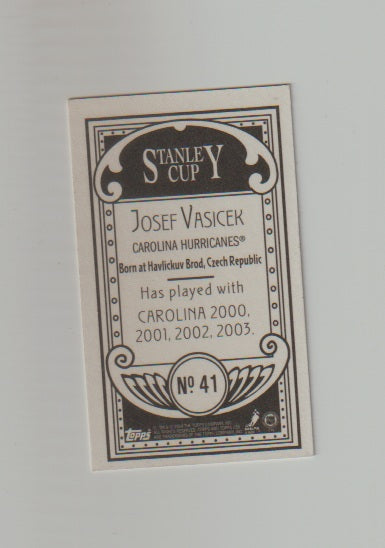 STANLEY
CUP
JOSEF VASICEK
CAROLINA HURRICANES®
Born at Havlickuv Brod, Czech Republic
Has played with
CAROLINA 2000,
2001, 2002, 2003.
No. 41
TOPPS